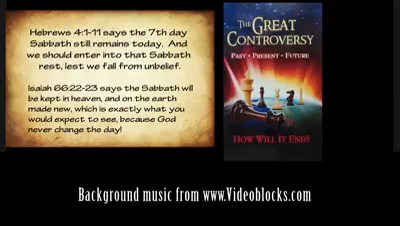 Hebrews 4:1-11 says the 7th day
Sabbath still remains today. And
we should enter into that Sabbath
rest, lest we fall from unbelief.
Isaiah 66:22-23 says the Sabbath will
be kept in heaven, and on the earth
made new, which is exactly what you
would expect to see, because God
never change the day!
THE GREAT
CONTROVERSY
PAST • PRESENT • FUTURE
HOW WILL IT END?
Background music from www.Videoblocks.com